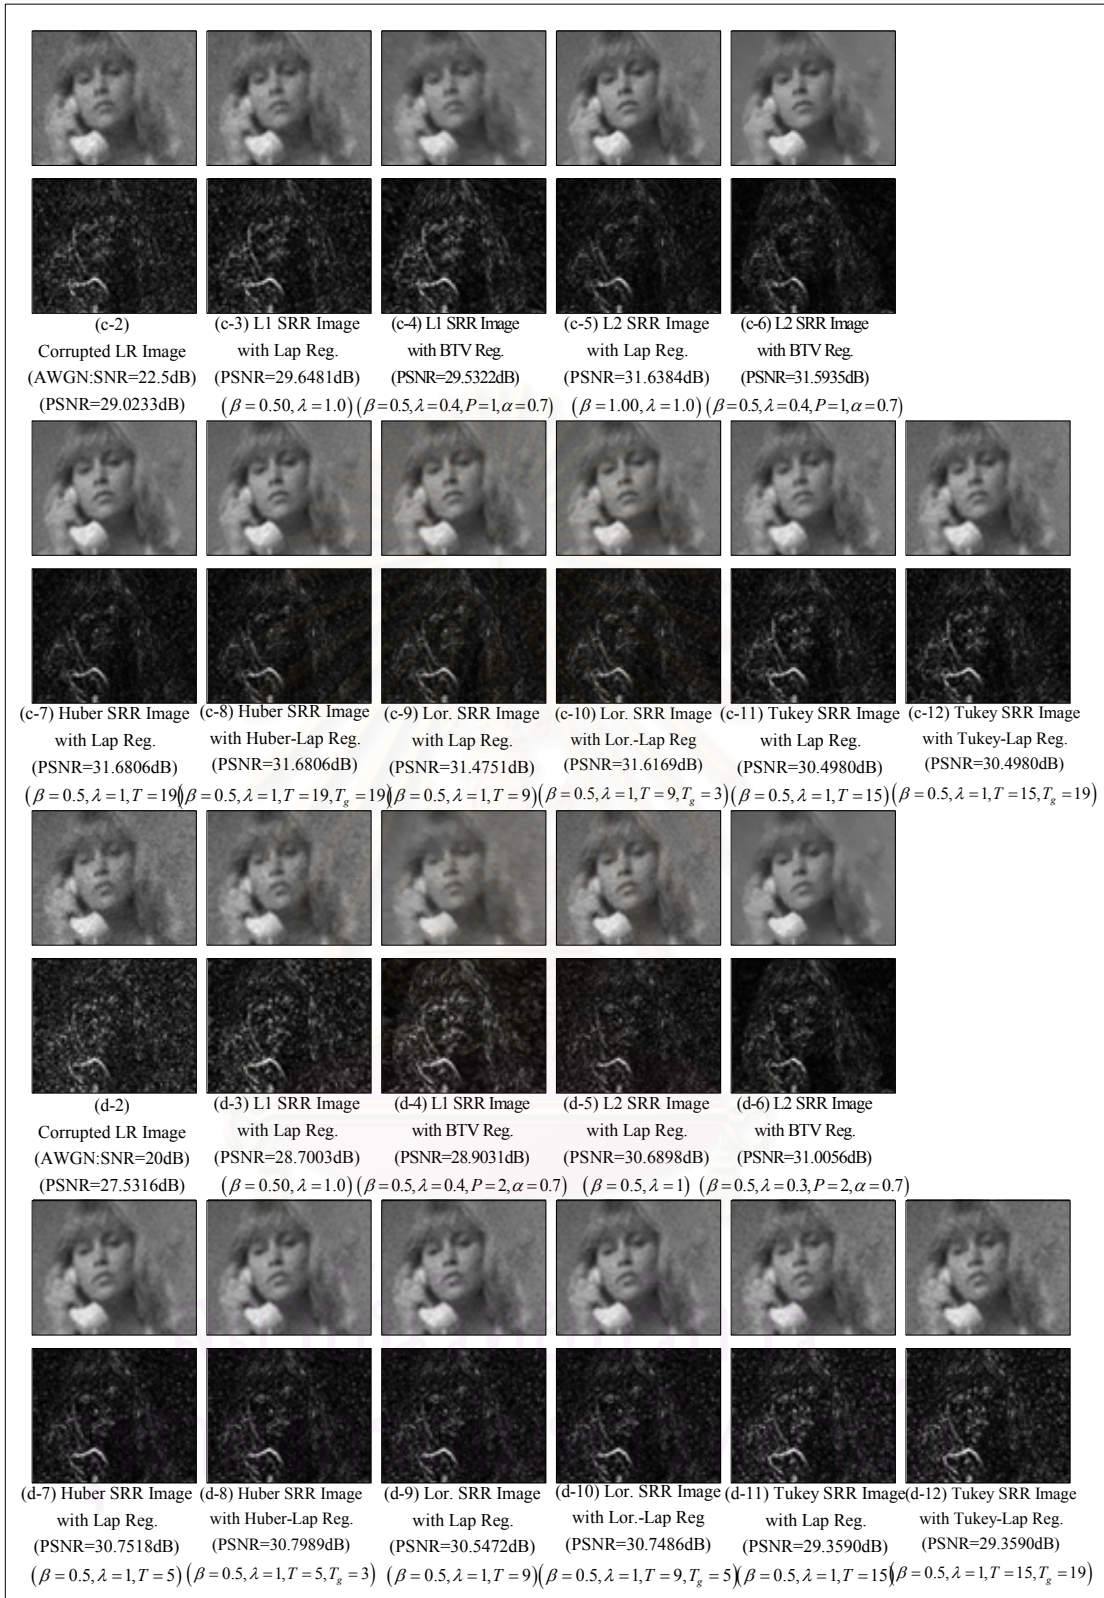 (c-2)
Corrupted LR Image
(AWGN:SNR=22.5dB)
(PSNR=29.0233dB)
(c-3) L1 SRR Image
with Lap Reg.
(PSNR=29.6481dB)
(β = 0.50, λ = 1.0)
(c-4) L1 SRR Image
with BTV Reg.
(PSNR=29.5322dB)
(β = 0.5, λ = 0.4, P = 1, α = 0.7)
(c-5) L2 SRR Image
with Lap Reg.
(PSNR=31.6384dB)
(β = 1.00, λ = 1.0)
(c-6) L2 SRR Image
with BTV Reg.
(PSNR=31.5935dB)
(β = 0.5, λ = 0.4, P = 1, α = 0.7)
(c-7) Huber SRR Image
with Lap Reg.
(PSNR=31.6806dB)
(β = 0.5, λ = 1, T = 19)
(c-8) Huber SRR Image
with Huber-Lap Reg.
(PSNR=31.6806dB)
(β = 0.5, λ = 1, T = 19, T_g = 19)
(c-9) Lor. SRR Image
with Lap Reg.
(PSNR=31.4751dB)
(β = 0.5, λ = 1, T = 9)
(c-10) Lor. SRR Image
with Lor.-Lap Reg
(PSNR=31.6169dB)
(β = 0.5, λ = 1, T = 9, T_g = 3)
(c-11) Tukey SRR Image
with Lap Reg.
(PSNR=30.4980dB)
(β = 0.5, λ = 1, T = 15)
(c-12) Tukey SRR Image
with Tukey-Lap Reg.
(PSNR=30.4980dB)
(β = 0.5, λ = 1, T = 15, T_g = 19)
(d-2)
Corrupted LR Image
(AWGN:SNR=20dB)
(PSNR=27.5316dB)
(d-3) L1 SRR Image
with Lap Reg.
(PSNR=28.7003dB)
(β = 0.50, λ = 1.0)
(d-4) L1 SRR Image
with BTV Reg.
(PSNR=28.9031dB)
(β = 0.5, λ = 0.4, P = 2, α = 0.7)
(d-5) L2 SRR Image
with Lap Reg.
(PSNR=30.6898dB)
(β = 0.5, λ = 1)
(d-6) L2 SRR Image
with BTV Reg.
(PSNR=31.0056dB)
(β = 0.5, λ = 0.3, P = 2, α = 0.7)
(d-7) Huber SRR Image
with Lap Reg.
(PSNR=30.7518dB)
(β = 0.5, λ = 1, T = 5)
(d-8) Huber SRR Image
with Huber-Lap Reg.
(PSNR=30.7989dB)
(β = 0.5, λ = 1, T = 5, T_g = 3)
(d-9) Lor. SRR Image
with Lap Reg.
(PSNR=30.5472dB)
(β = 0.5, λ = 1, T = 9)
(d-10) Lor. SRR Image
with Lor.-Lap Reg
(PSNR=30.7486dB)
(β = 0.5, λ = 1, T = 9, T_g = 5)
(d-11) Tukey SRR Image
with Lap Reg.
(PSNR=29.3590dB)
(β = 0.5, λ = 1, T = 15)
(d-12) Tukey SRR Image
with Tukey-Lap Reg.
(PSNR=29.3590dB)
(β = 0.5, λ = 1, T = 15, T_g = 19)